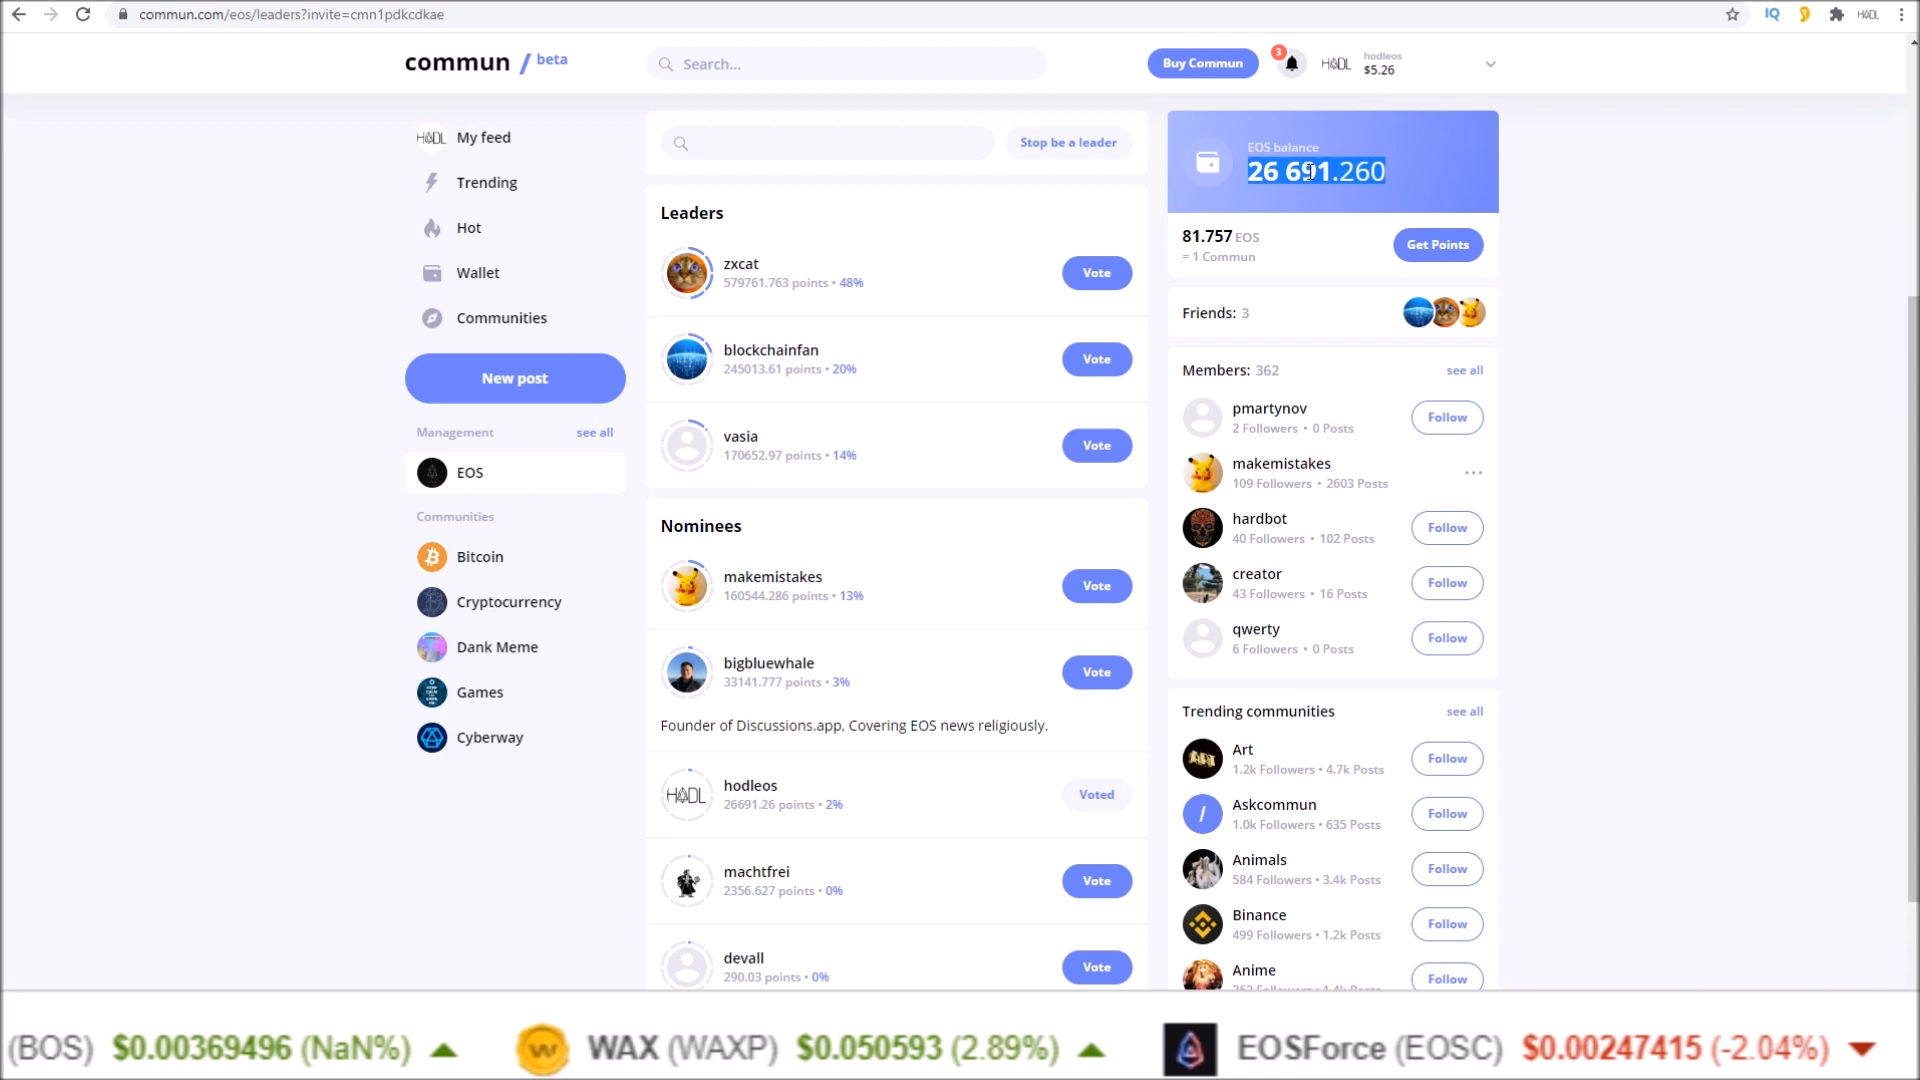 commun.com/eos/leaders?invite=cmn1pdkcdkae
IQ
HODL
commun / beta
Search...
Buy Commun
3
HODL
hodleos
$5.26
HODL My feed
Trending
Hot
Wallet
Communities
New post
Management see all
EOS
Communities
Bitcoin
Cryptocurrency
Dank Meme
Games
Cyberway
Stop be a leader
Leaders
zxcat
579761.763 points • 48%
Vote
blockchainfan
245013.61 points • 20%
Vote
vasia
170652.97 points • 14%
Vote
Nominees
makemistakes
160544.286 points • 13%
Vote
bigbluewhale
33141.777 points • 3%
Vote
Founder of Discussions.app, Covering EOS news religiously.
HODL
hodleos
26691.26 points • 2%
Voted
machtfrei
2356.627 points • 0%
Vote
devall
290.03 points • 0%
Vote
EOS balance
26 691.260
81.757 EOS
= 1 Commun
Get Points
Friends: 3
Members: 362 see all
pmartynov
2 Followers • 0 Posts
Follow
makemistakes
109 Followers • 2603 Posts
hardbot
40 Followers • 102 Posts
Follow
creator
43 Followers • 16 Posts
Follow
qwerty
6 Followers • 0 Posts
Follow
Trending communities see all
Art
1.2k Followers • 4.7k Posts
Follow
Askcommun
1.0k Followers • 635 Posts
Follow
Animals
584 Followers • 3.4k Posts
Follow
Binance
499 Followers • 1.2k Posts
Follow
Anime
Follow
(BOS) $0.00369496 (NaN%) WAX (WAXP) $0.050593 (2.89%) EOSForce (EOSC) $0.00247415 (-2.04%)